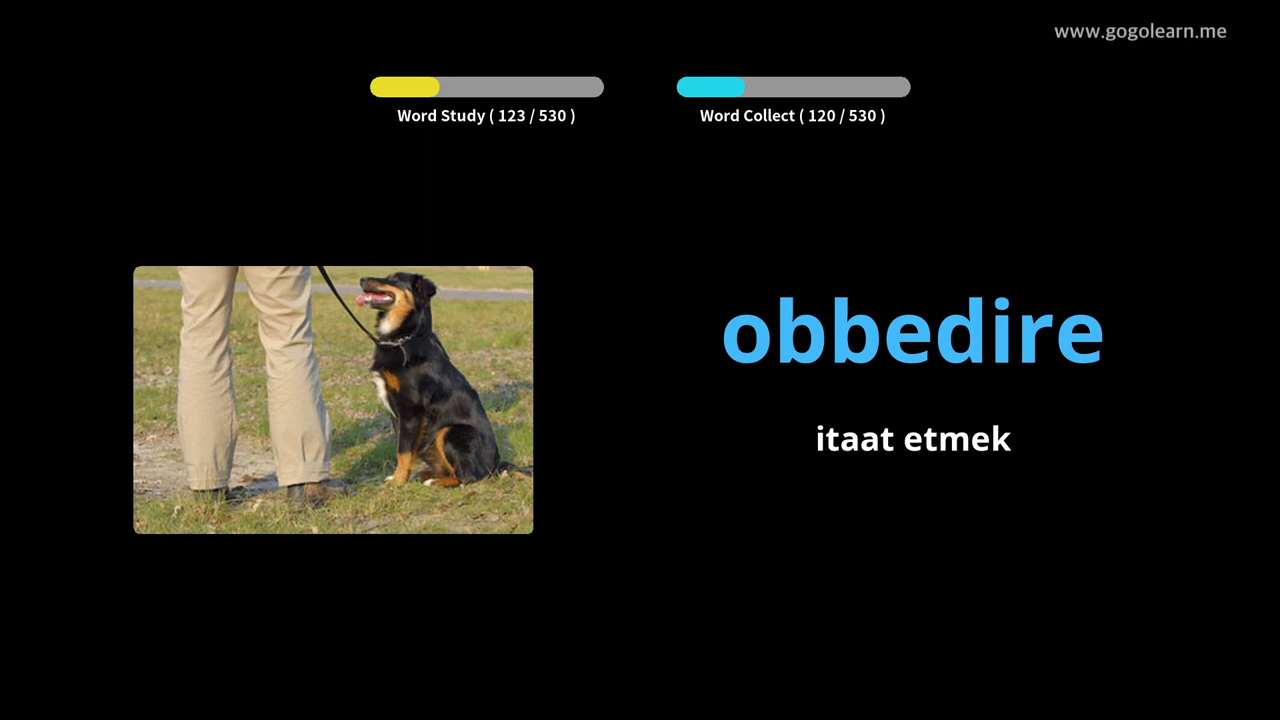 www.gogolearn.me
Word Study ( 123 / 530 )
Word Collect ( 120 / 530 )
obbedire
itaat etmek